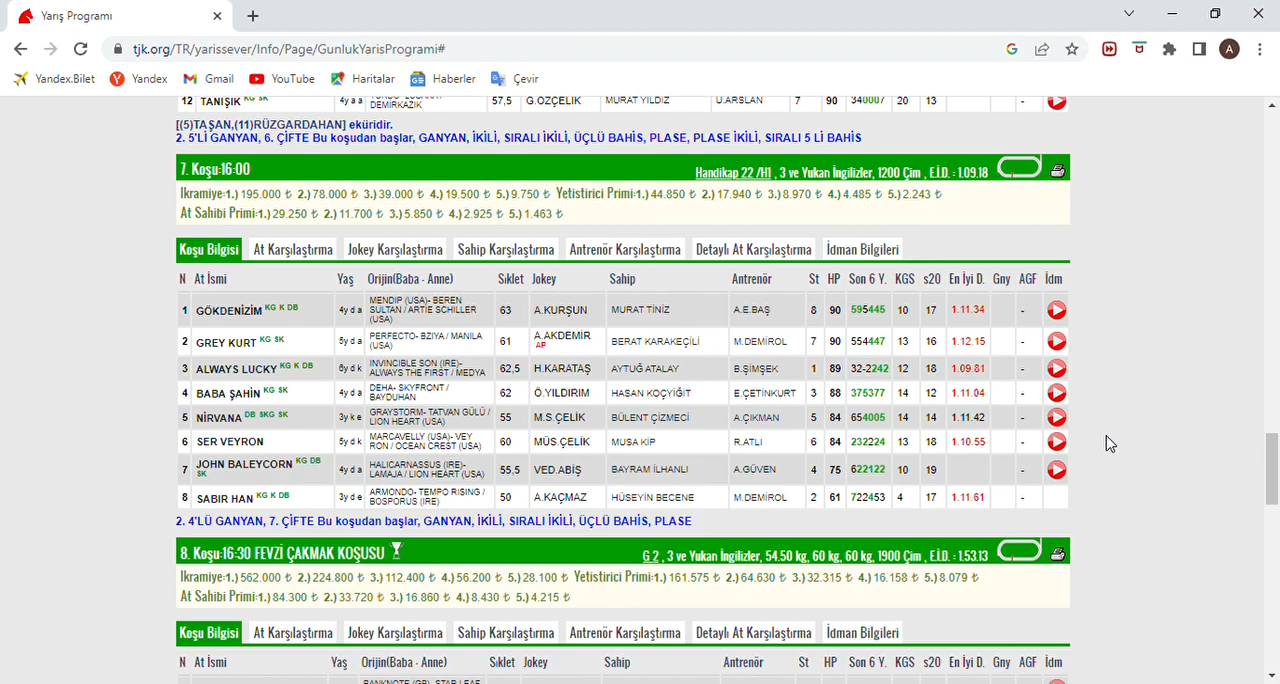 Yarış Programı
tjk.org/TR/yarissever/Info/Page/GunlukYarisProgrami#
A
Yandex.Bilet Yandex Gmail YouTube Haritalar Haberler Çevir
12 TANIŞIK KG SK 4y a a DEMİRKAZIK 57,5 G.ÖZÇELİK MURAT YILDIZ U.ARSLAN 7 90 340007 20 13 -
[(5)TAŞAN,(11)RÜZGARDAHAN] eküridir.
2. 5'Lİ GANYAN, 6. ÇİFTE Bu koşudan başlar, GANYAN, İKİLİ, SIRALI İKİLİ, ÜÇLÜ BAHİS, PLASE, PLASE İKİLİ, SIRALI 5 Lİ BAHİS
7. Koşu:16:00 Handikap 22 /H1 , 3 ve Yukarı İngilizler, 1200 Çim , E.İ.D. : 1.09.18
Ikramiye:1.) 195.000 ₺ 2.) 78.000 ₺ 3.) 39.000 ₺ 4.) 19.500 ₺ 5.) 9.750 ₺ Yetistirici Primi:1.) 44.850 ₺ 2.) 17.940 ₺ 3.) 8.970 ₺ 4.) 4.485 ₺ 5.) 2.243 ₺
At Sahibi Primi:1.) 29.250 ₺ 2.) 11.700 ₺ 3.) 5.850 ₺ 4.) 2.925 ₺ 5.) 1.463 ₺
Koşu Bilgisi At Karşılaştırma Jokey Karşılaştırma Sahip Karşılaştırma Antrenör Karşılaştırma Detaylı At Karşılaştırma İdman Bilgileri
N At İsmi Yaş Orijin(Baba - Anne) Sıklet Jokey Sahip Antrenör St HP Son 6 Y. KGS s20 En İyi D. Gny AGF İdm
1 GÖKDENİZİM KG K DB 4y d a MENDIP (USA)- BEREN SULTAN / ARTIE SCHILLER (USA) 63 A.KURŞUN MURAT TİNİZ A.E.BAŞ 8 90 595445 10 17 1.11.34 -
2 GREY KURT KG SK 5y d a PERFECTO- BZIYA / MANILA (USA) 61 A.AKDEMİR AP BERAT KARAKEÇİLİ M.DEMİROL 7 90 554447 13 16 1.12.15 -
3 ALWAYS LUCKY KG K DB 6y d k INVINCIBLE SON (IRE)- ALWAYS THE FIRST / MEDYA 62,5 H.KARATAŞ AYTUĞ ATALAY B.ŞİMŞEK 1 89 32-2242 12 18 1.09.81 -
4 BABA ŞAHİN KG SK 4y d a DEHA- SKYFRONT / BAYDUHAN 62 Ö.YILDIRIM HASAN KOÇYİĞİT E.ÇETİNKURT 3 88 375377 14 12 1.11.04 -
5 NİRVANA DB SKG SK 3y k e GRAYSTORM- TATVAN GÜLÜ / LION HEART (USA) 55 M.S.ÇELİK BÜLENT ÇİZMECİ A.ÇIKMAN 5 84 654005 14 14 1.11.42 -
6 SER VEYRON 5y d k MARCAVELLY (USA)- VEY RON / OCEAN CREST (USA) 60 MÜS.ÇELİK MUSA KİP R.ATLI 6 84 232224 13 18 1.10.55 -
7 JOHN BALEYCORN KG DB SK 4y d a HALICARNASSUS (IRE)- LAMAJA / LION HEART (USA) 55,5 VED.ABİŞ BAYRAM İLHANLI A.GÜVEN 4 75 622122 10 19 -
8 SABIR HAN KG K DB 3y d e ARMONDO- TEMPO RISING / BOSPORUS (IRE) 50 A.KAÇMAZ HÜSEYİN BECENE M.DEMİROL 2 61 722453 4 17 1.11.61 -
2. 4'LÜ GANYAN, 7. ÇİFTE Bu koşudan başlar, GANYAN, İKİLİ, SIRALI İKİLİ, ÜÇLÜ BAHİS, PLASE
8. Koşu:16:30 FEVZİ ÇAKMAK KOŞUSU G 2 , 3 ve Yukarı İngilizler, 54.50 kg, 60 kg, 60 kg, 1900 Çim , E.İ.D. : 1.53.13
Ikramiye:1.) 562.000 ₺ 2.) 224.800 ₺ 3.) 112.400 ₺ 4.) 56.200 ₺ 5.) 28.100 ₺ Yetistirici Primi:1.) 161.575 ₺ 2.) 64.630 ₺ 3.) 32.315 ₺ 4.) 16.158 ₺ 5.) 8.079 ₺
At Sahibi Primi:1.) 84.300 ₺ 2.) 33.720 ₺ 3.) 16.860 ₺ 4.) 8.430 ₺ 5.) 4.215 ₺
Koşu Bilgisi At Karşılaştırma Jokey Karşılaştırma Sahip Karşılaştırma Antrenör Karşılaştırma Detaylı At Karşılaştırma İdman Bilgileri
N At İsmi Yaş Orijin(Baba - Anne) Sıklet Jokey Sahip Antrenör St HP Son 6 Y. KGS s20 En İyi D. Gny AGF İdm